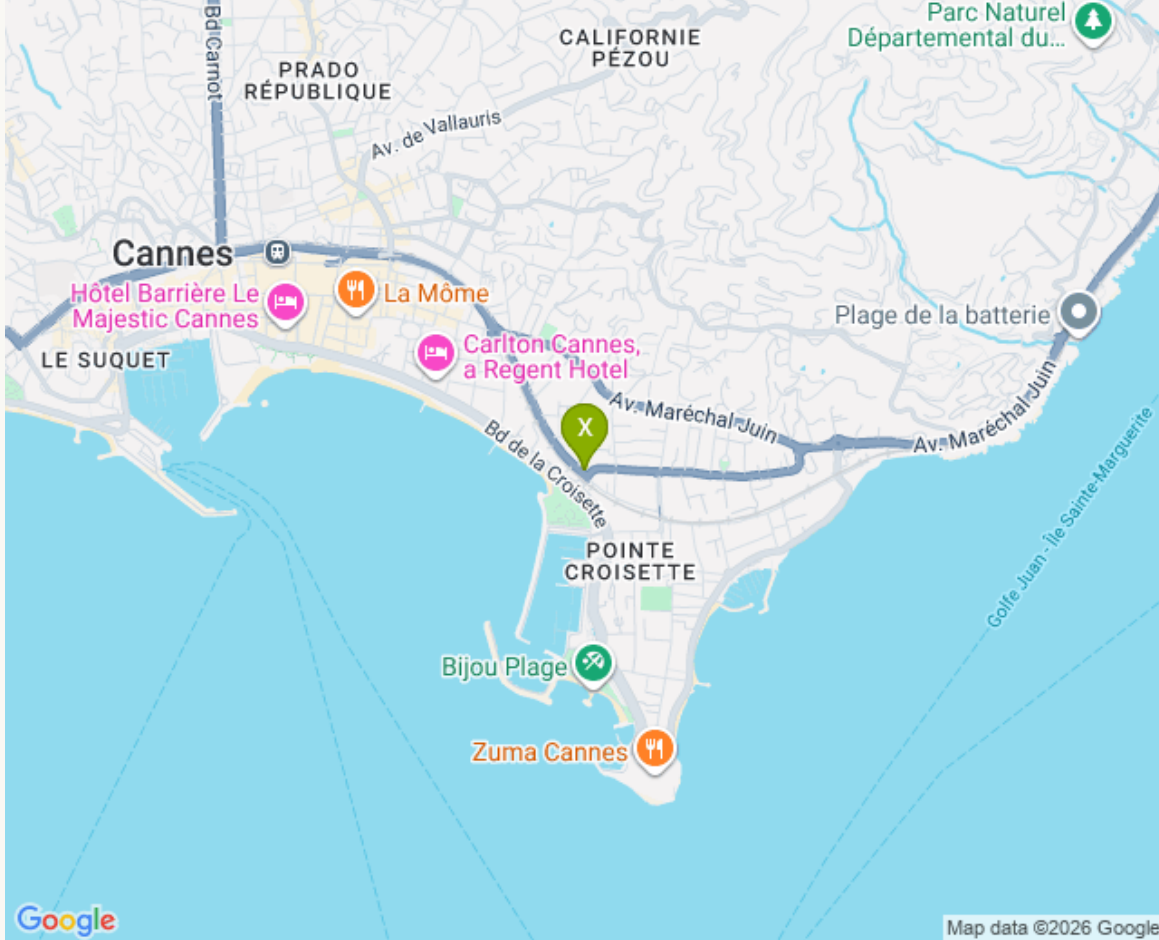 Parc Naturel
Départemental du...
Bd Carnot
CALIFORNIE
PÉZOU
PRADO
RÉPUBLIQUE
Av. de Vallauris
Cannes
Hôtel Barrière Le
Majestic Cannes
La Môme
Plage de la batterie
LE SUQUET
Carlton Cannes,
a Regent Hotel
Av. Maréchal Juin
Av. Maréchal Juin
X
Bd de la Croisette
Golfe Juan - Île Sainte-Marguerite
POINTE
CROISETTE
Bijou Plage
Zuma Cannes
Google
Map data ©2026 Google